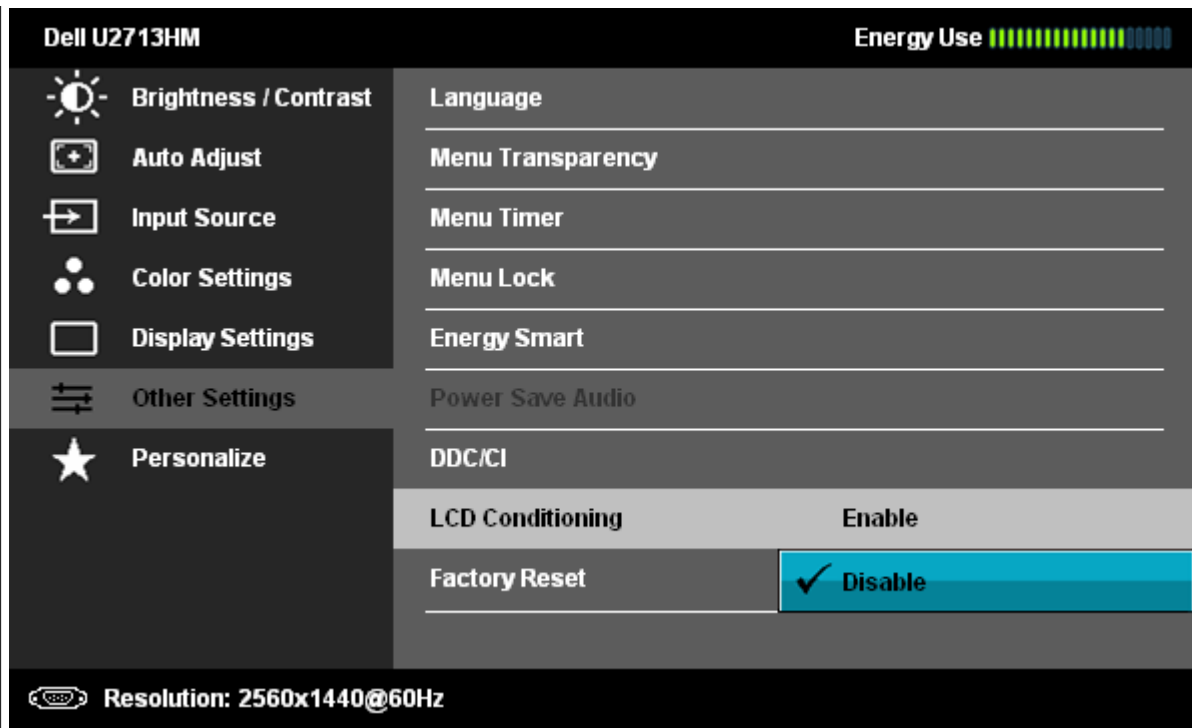 Dell U2713HM Energy Use
Brightness / Contrast Language
Auto Adjust Menu Transparency
Input Source Menu Timer
Color Settings Menu Lock
Display Settings Energy Smart
Other Settings Power Save Audio
Personalize DDC/CI
LCD Conditioning Enable
Factory Reset Disable
Resolution: 2560x1440@60Hz